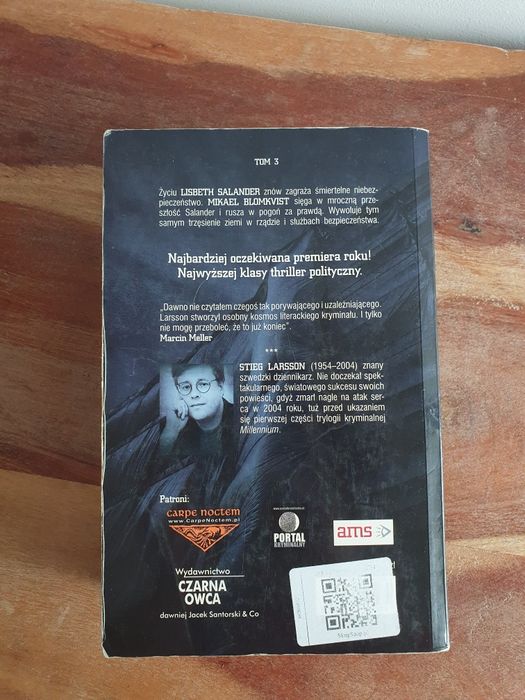 TOM 3
Życiu LISBETH SALANDER znów zagraża śmiertelne niebez-
pieczeństwo. MIKAEL BLOMKVIST sięga w mroczną prze-
szłość Salander i rusza w pogoń za prawdą. Wywołuje tym
samym trzęsienie ziemi w rządzie i służbach bezpieczeństwa.
Najbardziej oczekiwana premiera roku!
Najwyższej klasy thriller polityczny.
„Dawno nie czytałem czegoś tak porywającego i uzależniającego.
Larsson stworzył osobny kosmos literackiego kryminału. I tylko
nie mogę przeboleć, że to już koniec".
Marcin Meller
***
STIEG LARSSON (1954–2004) znany
szwedzki dziennikarz. Nie doczekał spek-
takularnego, światowego sukcesu swoich
powieści, gdyż zmarł nagle na atak ser-
ca w 2004 roku, tuż przed ukazaniem
się pierwszej części trylogii kryminalnej
Millennium.
Patroni:
CARPE NOCTEM
www.CarpeNoctem.pl
PORTAL
KRYMINALNY
ams
Wydawnictwo
CZARNA
OWCA
dawniej Jacek Santorski & Co